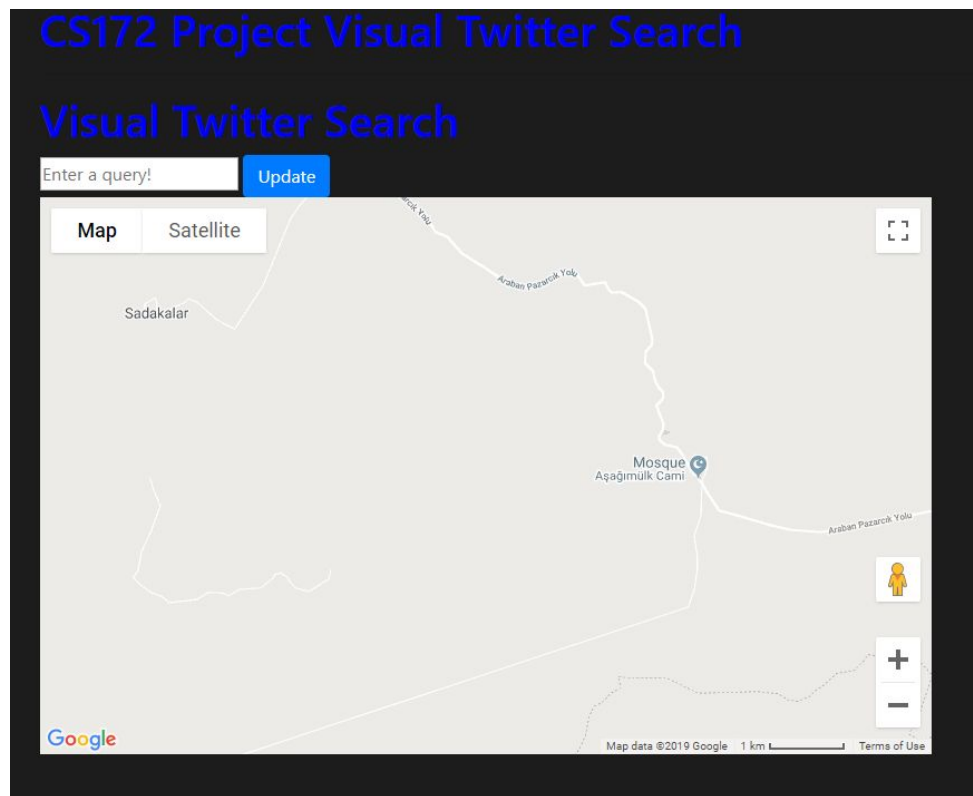 CS172 Project Visual Twitter Search
Visual Twitter Search
Enter a query!
Update
Map
Satellite
Araban Pazarcık Yolu
Sadakalar
Mosque
Aşağımülk Cami
Araban Pazarcık Yolu
Google
Map data ©2019 Google
1 km
Terms of Use